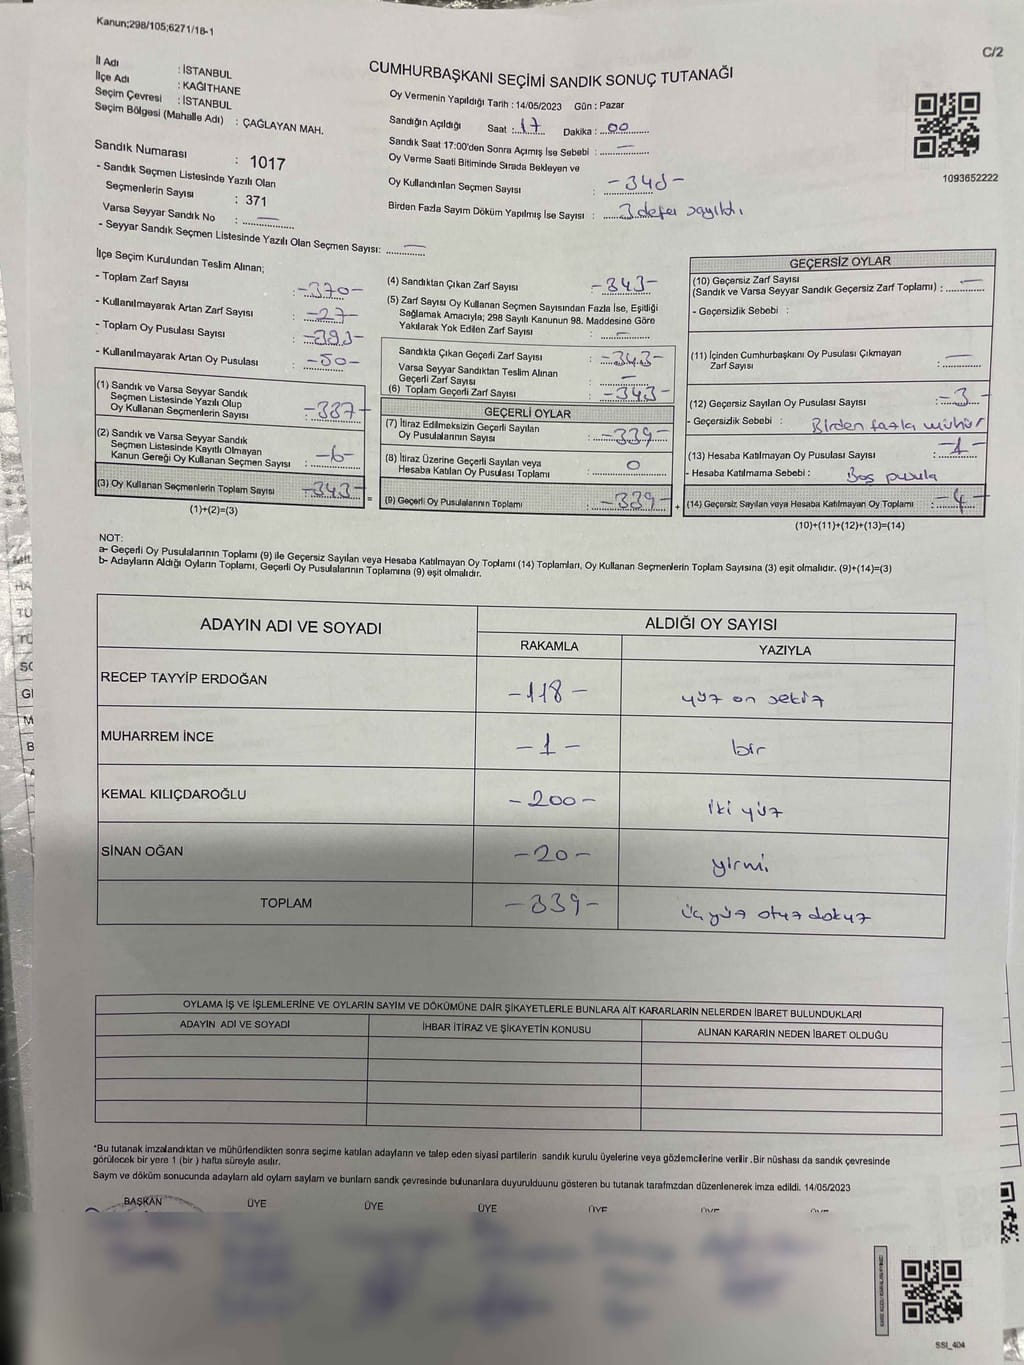 Kanun;298/105;6271/18-1
C/2
İl Adı : İSTANBUL
İlçe Adı : KAĞITHANE
Seçim Çevresi : İSTANBUL
Seçim Bölgesi (Mahalle Adı) : ÇAĞLAYAN MAH.
Sandık Numarası : 1017
- Sandık Seçmen Listesinde Yazılı Olan
Seçmenlerin Sayısı : 371
Varsa Seyyar Sandık No : —
- Seyyar Sandık Seçmen Listesinde Yazılı Olan Seçmen Sayısı: —
CUMHURBAŞKANI SEÇİMİ SANDIK SONUÇ TUTANAĞI
Oy Vermenin Yapıldığı Tarih : 14/05/2023 Gün : Pazar
Sandığın Açıldığı Saat : 17 Dakika : 00
Sandık Saat 17:00'den Sonra Açımış İse Sebebi : —
Oy Verme Saati Bitiminde Sırada Bekleyen ve
Oy Kullandırılan Seçmen Sayısı :
Birden Fazla Sayım Döküm Yapılmış İse Sayısı : 3 defa sayıldı
1093652222
İlçe Seçim Kurulundan Teslim Alınan;
- Toplam Zarf Sayısı : -370-
- Kullanılmayarak Artan Zarf Sayısı : -27-
- Toplam Oy Pusulası Sayısı : -393-
- Kullanılmayarak Artan Oy Pusulası : -50-
(1) Sandık ve Varsa Seyyar Sandık
Seçmen Listesinde Yazılı Olup
Oy Kullanan Seçmenlerin Sayısı : -337-
(2) Sandık ve Varsa Seyyar Sandık
Seçmen Listesinde Kayıtlı Olmayan
Kanun Gereği Oy Kullanan Seçmen Sayısı : -6-
(3) Oy Kullanan Seçmenlerin Toplam Sayısı : -343-
(1)+(2)=(3)
=
(4) Sandıktan Çıkan Zarf Sayısı : -343-
(5) Zarf Sayısı Oy Kullanan Seçmen Sayısından Fazla İse, Eşitliği
Sağlamak Amacıyla; 298 Sayılı Kanunun 98. Maddesine Göre
Yakılarak Yok Edilen Zarf Sayısı : —
Sandıkta Çıkan Geçerli Zarf Sayısı : -343-
Varsa Seyyar Sandıktan Teslim Alınan
Geçerli Zarf Sayısı : —
(6) Toplam Geçerli Zarf Sayısı : -343-
GEÇERLİ OYLAR
(7) İtiraz Edilmeksizin Geçerli Sayılan
Oy Pusulalarının Sayısı : -339-
(8) İtiraz Üzerine Geçerli Sayılan veya
Hesaba Katılan Oy Pusulası Toplamı : 0
(9) Geçerli Oy Pusulalarının Toplamı : -339-
+
GEÇERSİZ OYLAR
(10) Geçersiz Zarf Sayısı
(Sandık ve Varsa Seyyar Sandık Geçersiz Zarf Toplamı) : —
- Geçersizlik Sebebi :
(11) İçinden Cumhurbaşkanı Oy Pusulası Çıkmayan
Zarf Sayısı : —
(12) Geçersiz Sayılan Oy Pusulası Sayısı : -3-
- Geçersizlik Sebebi : Birden fazla mühür
(13) Hesaba Katılmayan Oy Pusulası Sayısı : -1-
- Hesaba Katılmama Sebebi : Boş pusula
(14) Geçersiz Sayılan veya Hesaba Katılmayan Oy Toplamı : -4-
(10)+(11)+(12)+(13)=(14)
NOT:
a- Geçerli Oy Pusulalarının Toplamı (9) ile Geçersiz Sayılan veya Hesaba Katılmayan Oy Toplamı (14) Toplamları, Oy Kullanan Seçmenlerin Toplam Sayısına (3) eşit olmalıdır. (9)+(14)=(3)
b- Adayların Aldığı Oyların Toplamı, Geçerli Oy Pusulalarının Toplamına (9) eşit olmalıdır.
ADAYIN ADI VE SOYADI ALDIĞI OY SAYISI
RAKAMLA YAZIYLA
RECEP TAYYİP ERDOĞAN -118- yüz on sekiz
MUHARREM İNCE -1- bir
KEMAL KILIÇDAROĞLU -200- iki yüz
SİNAN OĞAN -20- yirmi
TOPLAM -339- üç yüz otuz dokuz
OYLAMA İŞ VE İŞLEMLERİNE VE OYLARIN SAYIM VE DÖKÜMÜNE DAİR ŞİKAYETLERLE BUNLARA AİT KARARLARIN NELERDEN İBARET BULUNDUKLARI
ADAYIN ADI VE SOYADI İHBAR İTİRAZ VE ŞİKAYETİN KONUSU ALINAN KARARIN NEDEN İBARET OLDUĞU
*Bu tutanak imzalandıktan ve mühürlendikten sonra seçime katılan adayların ve talep eden siyasi partilerin sandık kurulu üyelerine veya gözlemcilerine verilir .Bir nüshası da sandık çevresinde
görülecek bir yere 1 (bir ) hafta süreyle asılır.
Sayım ve döküm sonucunda adayların ald oyların sayların ve bunların sandk çevresinde bulunanlara duyurulduunu gösteren bu tutanak tarafmzdan düzenlenerek imza edildi. 14/05/2023
BAŞKAN ÜYE ÜYE ÜYE ÜYE ÜYE
SSI_404